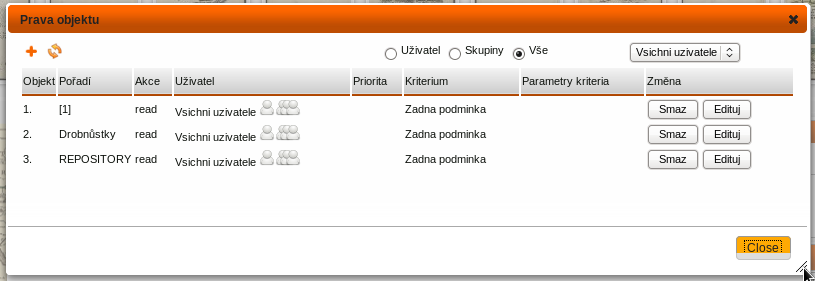 Prava objektu
Uživatel Skupiny Vše Vsichni uzivatele
Objekt Pořadí Akce Uživatel Priorita Kriterium Parametry kriteria Změna
1. [1] read Vsichni uzivatele Zadna podminka Smaz Edituj
2. Drobnůstky read Vsichni uzivatele Zadna podminka Smaz Edituj
3. REPOSITORY read Vsichni uzivatele Zadna podminka Smaz Edituj
Close